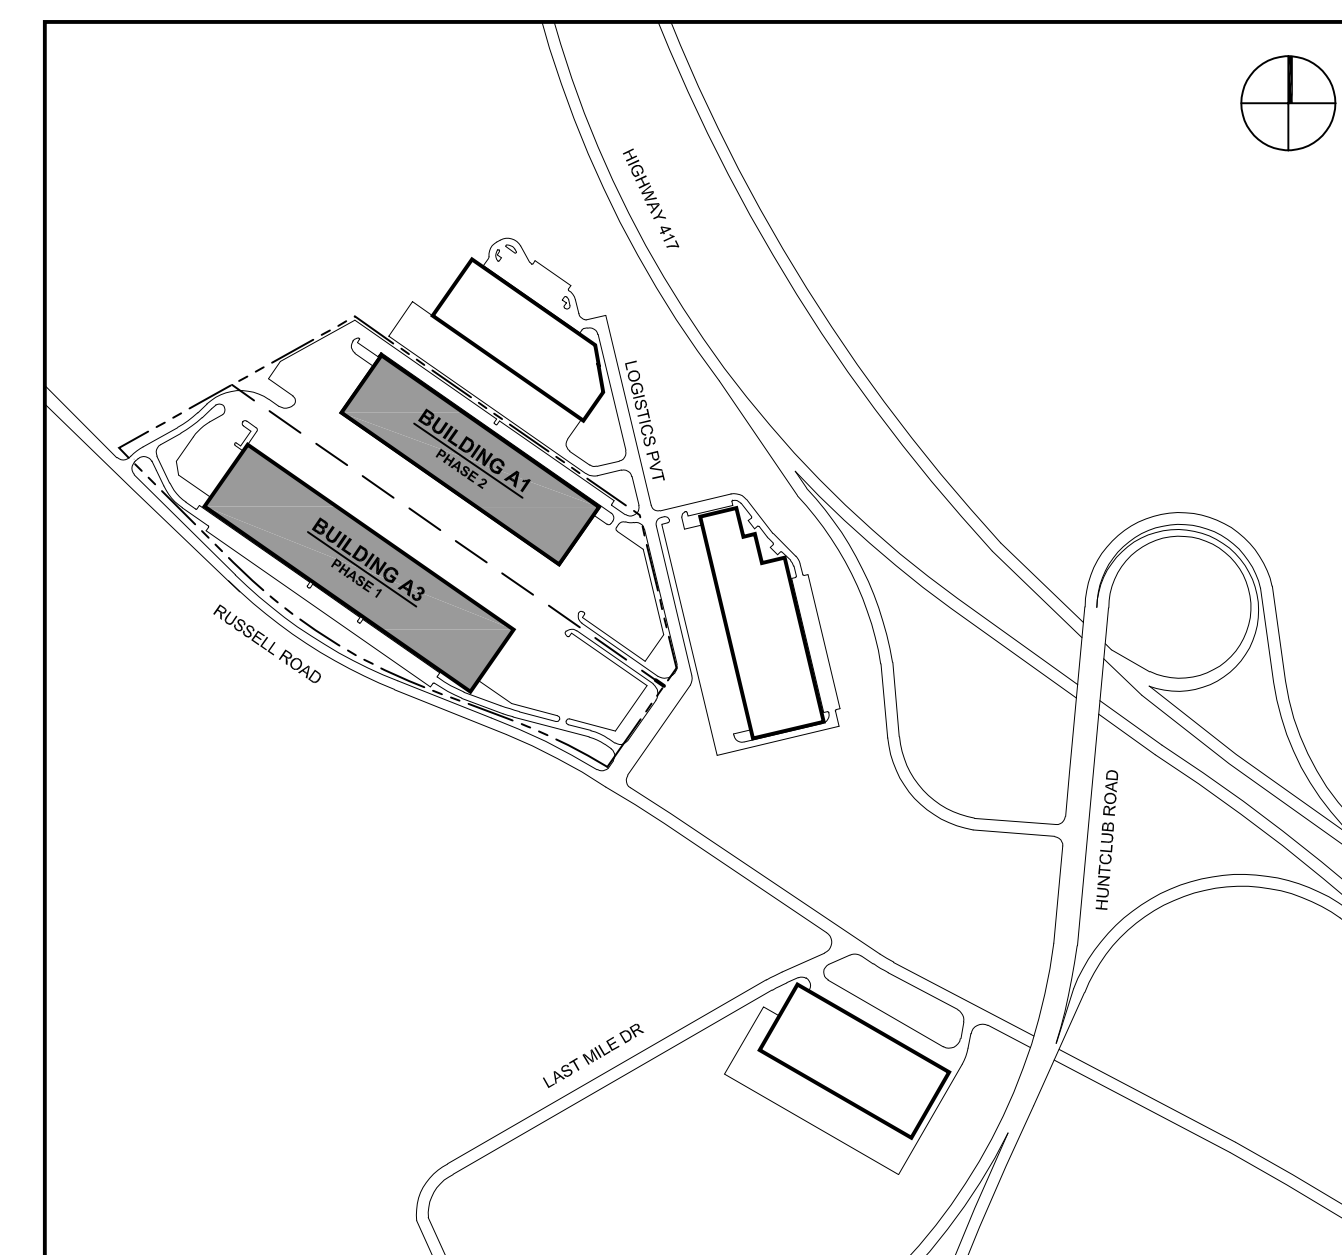 HIGHWAY 417
LOGISTICS PVT
BUILDING A1
PHASE 2
BUILDING A3
PHASE 1
RUSSELL ROAD
HUNTCLUB ROAD
LAST MILE DR